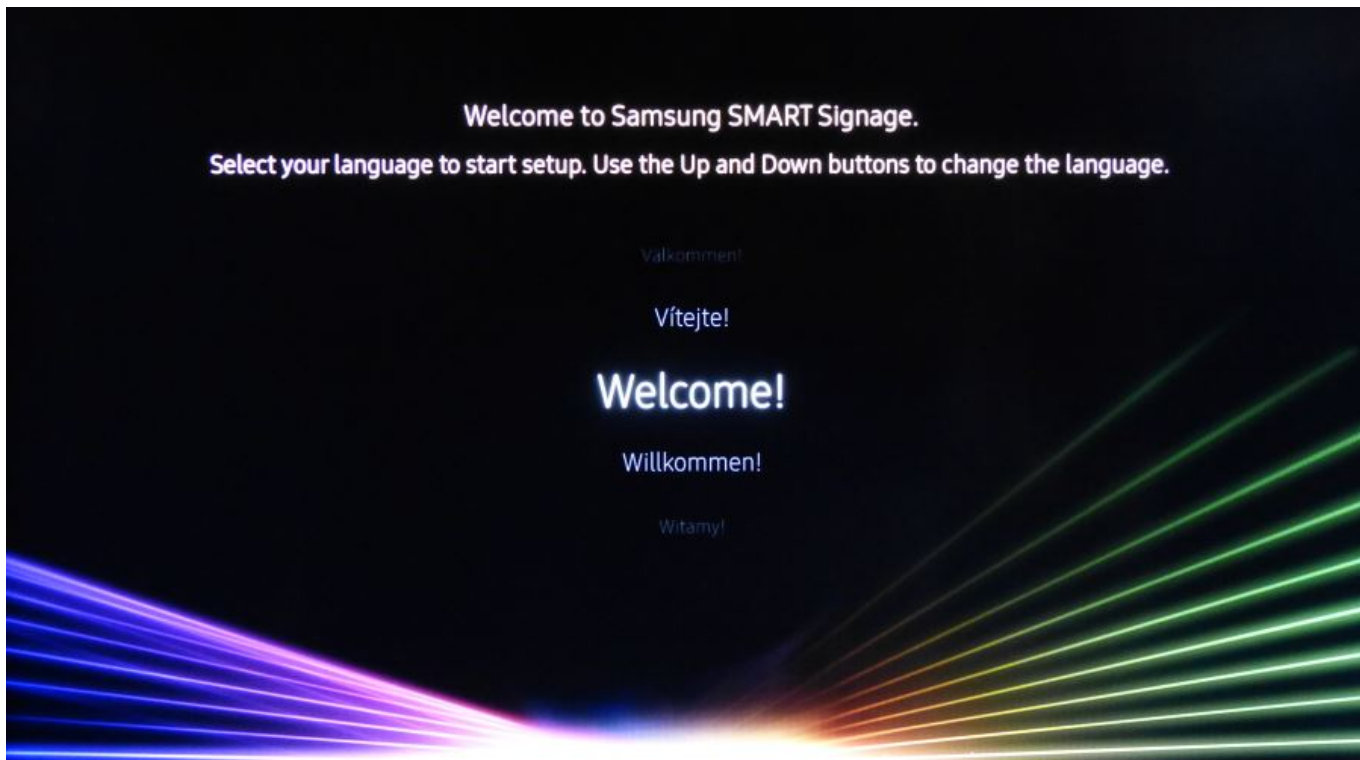 Welcome to Samsung SMART Signage.
Select your language to start setup. Use the Up and Down buttons to change the language.
Välkommen!
Vítejte!
Welcome!
Willkommen!
Witamy!